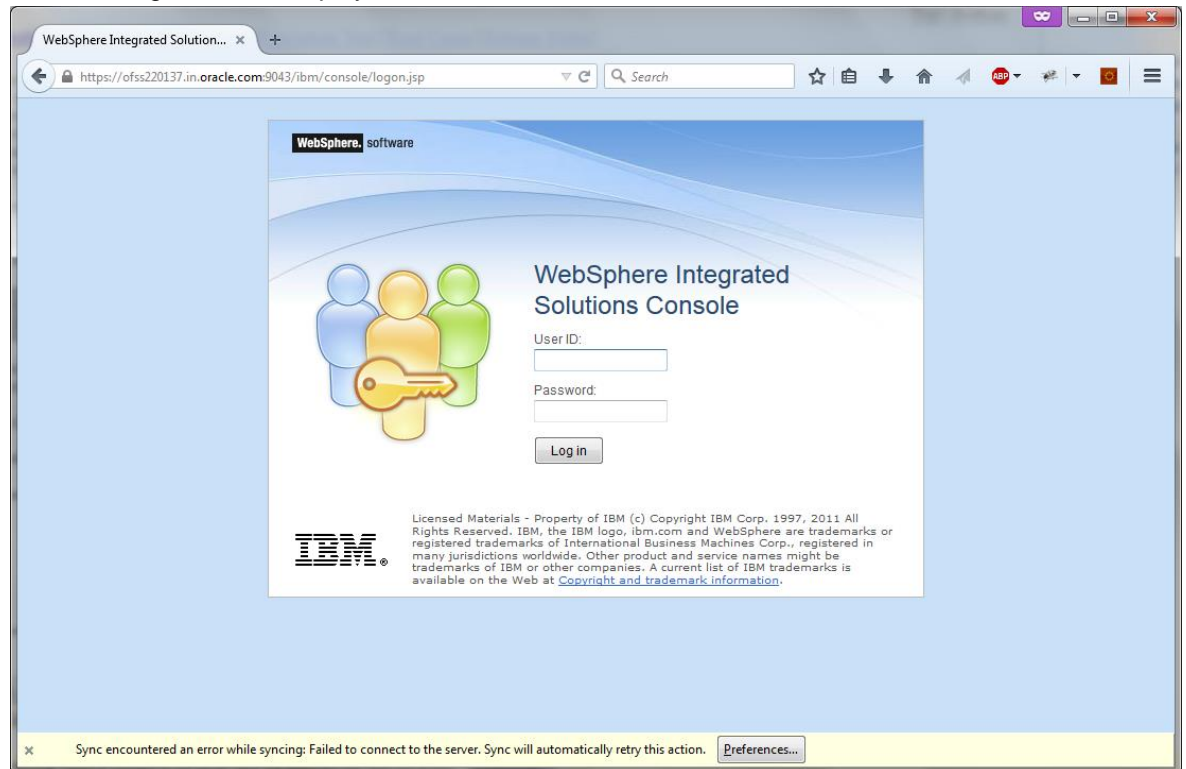 WebSphere Integrated Solution...
https://ofss220137.in.oracle.com:9043/ibm/console/logon.jsp
Search
ABP
WebSphere. software
WebSphere Integrated
Solutions Console
User ID:
Password:
Log in
IBM®
Licensed Materials - Property of IBM (c) Copyright IBM Corp. 1997, 2011 All
Rights Reserved. IBM, the IBM logo, ibm.com and WebSphere are trademarks or
registered trademarks of International Business Machines Corp., registered in
many jurisdictions worldwide. Other product and service names might be
trademarks of IBM or other companies. A current list of IBM trademarks is
available on the Web at Copyright and trademark information.
Sync encountered an error while syncing: Failed to connect to the server. Sync will automatically retry this action. Preferences...